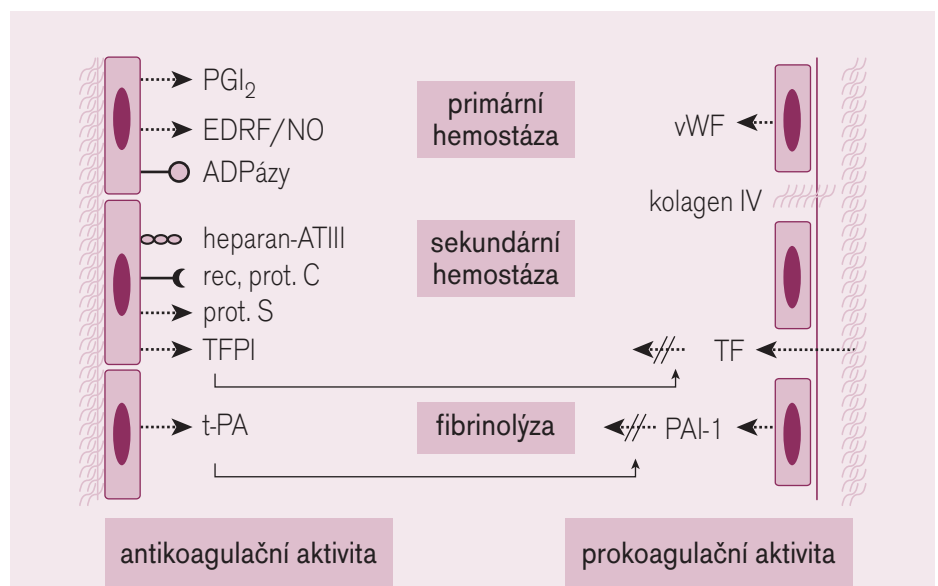 PGI₂
EDRF/NO
ADPázy
primární
hemostáza
vWF
kolagen IV
heparan-ATIII
rec, prot. C
prot. S
TFPI
sekundární
hemostáza
TF
t-PA
fibrinolýza
PAI-1
antikoagulační aktivita
prokoagulační aktivita